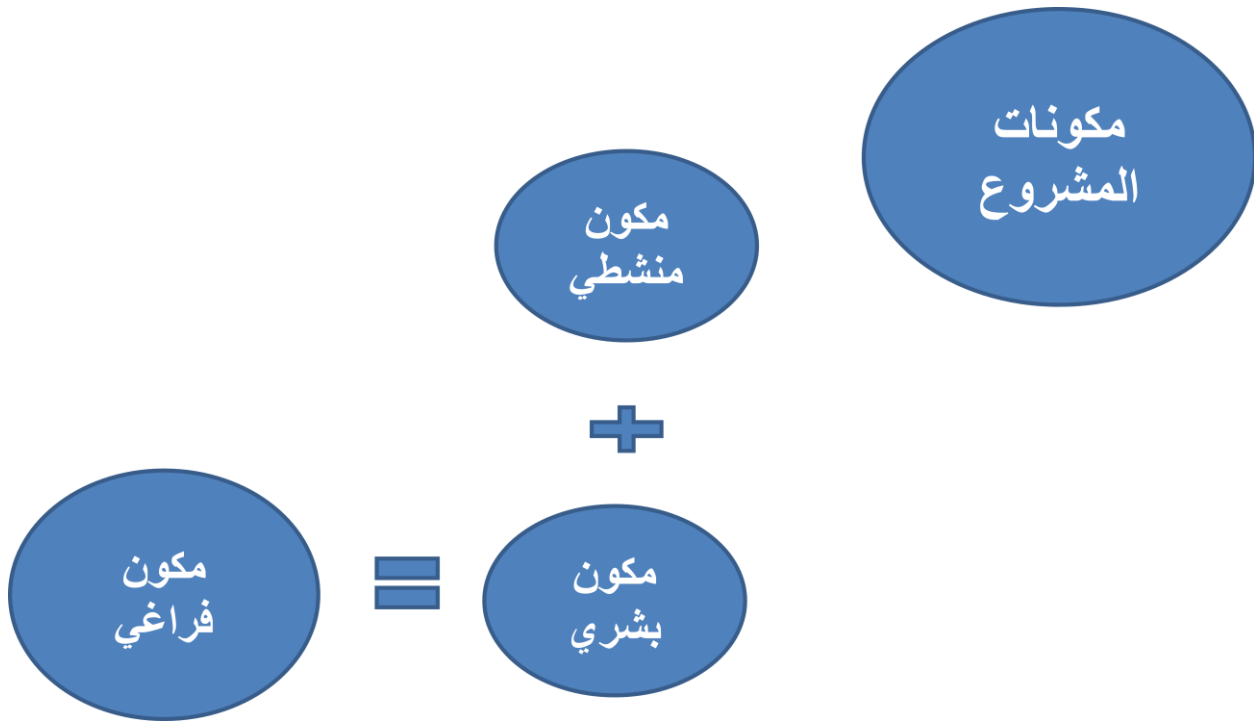 مكونات
المشروع
مكون
منشطي
+
مكون
بشري
=
مكون
فراغي